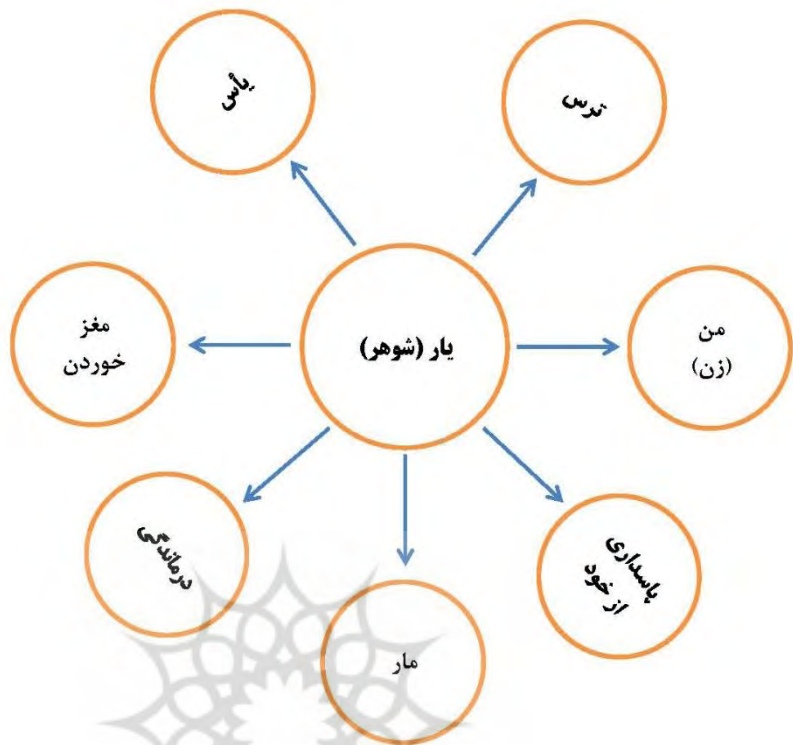 یأس
ترس
یار (شوهر)
من
(زن)
مغز
خوردن
پاسداری
از خود
درماندگی
مار